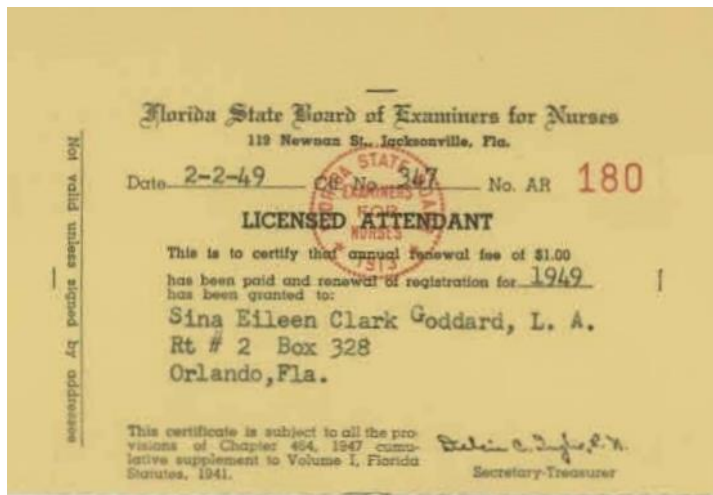 Florida State Board of Examiners for Nurses
119 Newnan St., Jacksonville, Fla.
Date 2-2-49 Ctf. No. 347 No. AR 180
FLORIDA STATE BOARD
EXAMINERS
FOR
NURSES
1913
LICENSED ATTENDANT
This is to certify that annual renewal fee of $1.00
has been paid and renewal of registration for 1949
has been granted to:
Sina Eileen Clark Goddard, L. A.
Rt # 2 Box 328
Orlando,Fla.
Not valid unless signed by addressee
This certificate is subject to all the pro-
visions of Chapter 464, 1947 cumu-
lative supplement to Volume I, Florida
Statutes, 1941.
R.N.
Secretary-Treasurer